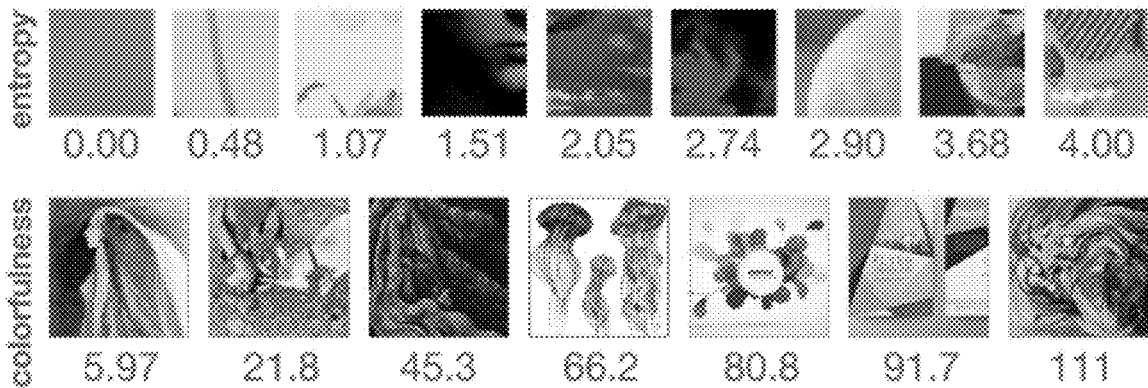 entropy
0.00 0.48 1.07 1.51 2.05 2.74 2.90 3.68 4.00
colorfulness
5.97 21.8 45.3 66.2 80.8 91.7 111